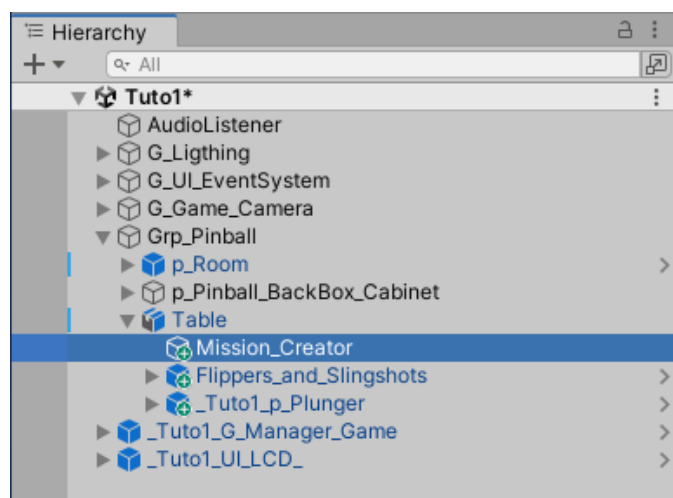 Hierarchy
All
Tuto1*
AudioListener
G_Ligthing
G_UI_EventSystem
G_Game_Camera
Grp_Pinball
p_Room
p_Pinball_BackBox_Cabinet
Table
Mission_Creator
Flippers_and_Slingshots
_Tuto1_p_Plunger
_Tuto1_G_Manager_Game
_Tuto1_UI_LCD_